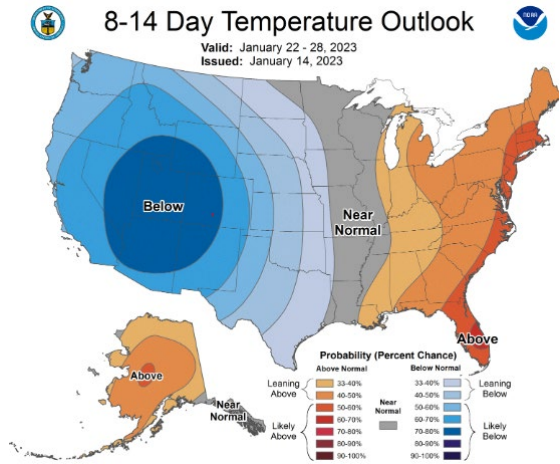 8-14 Day Temperature Outlook
Valid: January 22 - 28, 2023
Issued: January 14, 2023
NOAA
Below
Near
Normal
Above
Above
Near
Normal
Probability (Percent Chance)
Above Normal Below Normal
Leaning
Above
33-40%
40-50%
Likely
Above
50-60%
60-70%
70-80%
80-90%
90-100%
Near
Normal
33-40%
40-50%
Leaning
Below
50-60%
60-70%
70-80%
80-90%
90-100%
Likely
Below